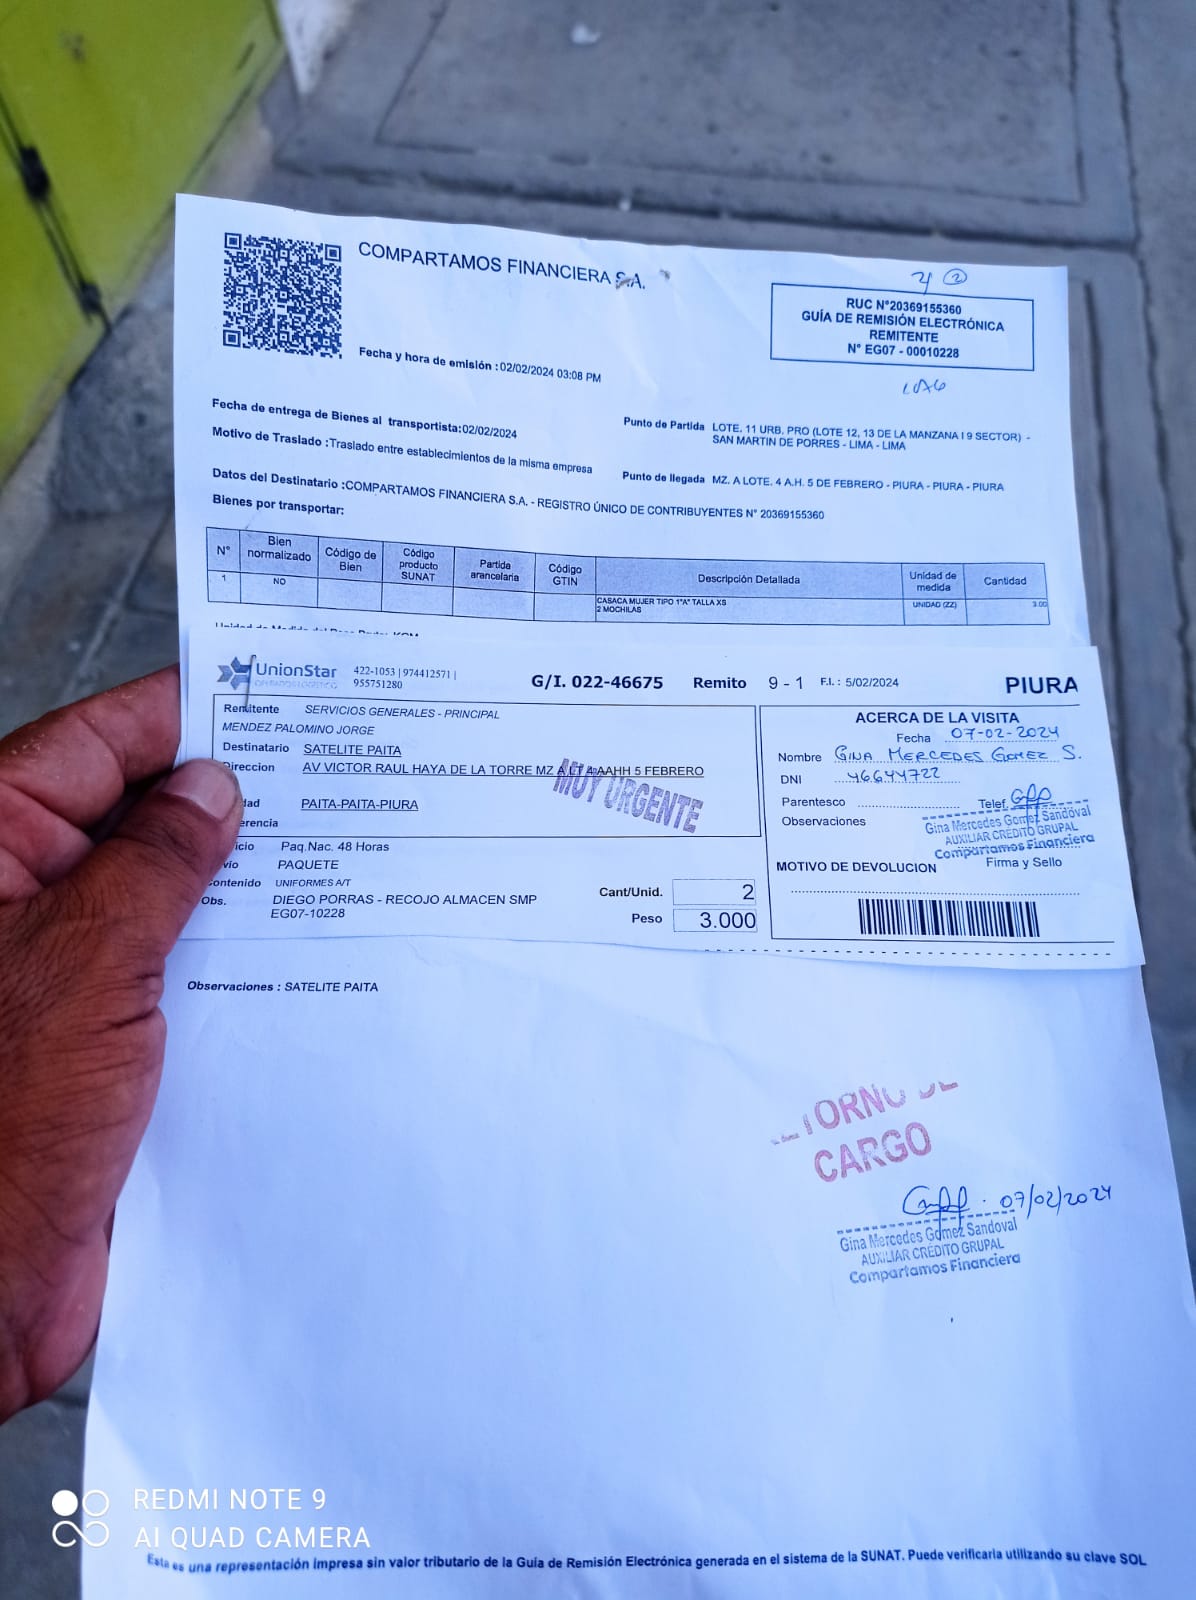 COMPARTAMOS FINANCIERA S.A.
4 2
RUC N°20369155360
GUÍA DE REMISIÓN ELECTRÓNICA
REMITENTE
N° EG07 - 00010228
Fecha y hora de emisión : 02/02/2024 03:08 PM
Fecha de entrega de Bienes al transportista:02/02/2024
Motivo de Traslado :Traslado entre establecimientos de la misma empresa
Punto de Partida LOTE. 11 URB. PRO (LOTE 12, 13 DE LA MANZANA I 9 SECTOR) -
SAN MARTIN DE PORRES - LIMA - LIMA
Punto de llegada MZ. A LOTE. 4 A.H. 5 DE FEBRERO - PIURA - PIURA - PIURA
Datos del Destinatario :COMPARTAMOS FINANCIERA S.A. - REGISTRO ÚNICO DE CONTRIBUYENTES N° 20369155360
Bienes por transportar:
N° Bien normalizado Código de Bien Código producto SUNAT Partida arancelaria Código GTIN Descripción Detallada Unidad de medida Cantidad
1 NO CASACA MUJER TIPO 1"A" TALLA XS UNIDAD (ZZ) 3.00
2 MOCHILAS
UnionStar 422-1053 | 974412571 |
955751280
G/I. 022-46675 Remito 9 - 1 F.I.: 5/02/2024 PIURA
Remitente SERVICIOS GENERALES - PRINCIPAL
MENDEZ PALOMINO JORGE
Destinatario SATELITE PAITA
Direccion AV VICTOR RAUL HAYA DE LA TORRE MZ A LT 4 AAHH 5 FEBRERO
MUY URGENTE
dad PAITA-PAITA-PIURA
erencia
icio Paq.Nac. 48 Horas
vío PAQUETE
ontenido UNIFORMES A/T
Obs. DIEGO PORRAS - RECOJO ALMACEN SMP
EG07-10228
Cant/Unid. 2
Peso 3.000
ACERCA DE LA VISITA
Fecha 07-02-2024
Nombre GINA MERCEDES GOMEZ S.
DNI 46644722
Parentesco Telef.
Observaciones
Gina Mercedes Gomez Sandoval
AUXILIAR CREDITO GRUPAL
Compartamos Financiera
Firma y Sello
MOTIVO DE DEVOLUCION
Observaciones : SATELITE PAITA
ETORNO DE
CARGO
07/02/2024
Gina Mercedes Gomez Sandoval
AUXILIAR CREDITO GRUPAL
Compartamos Financiera
REDMI NOTE 9
AI QUAD CAMERA
Esta es una representación impresa sin valor tributario de la Guía de Remisión Electrónica generada en el sistema de la SUNAT. Puede verificarla utilizando su clave SOL